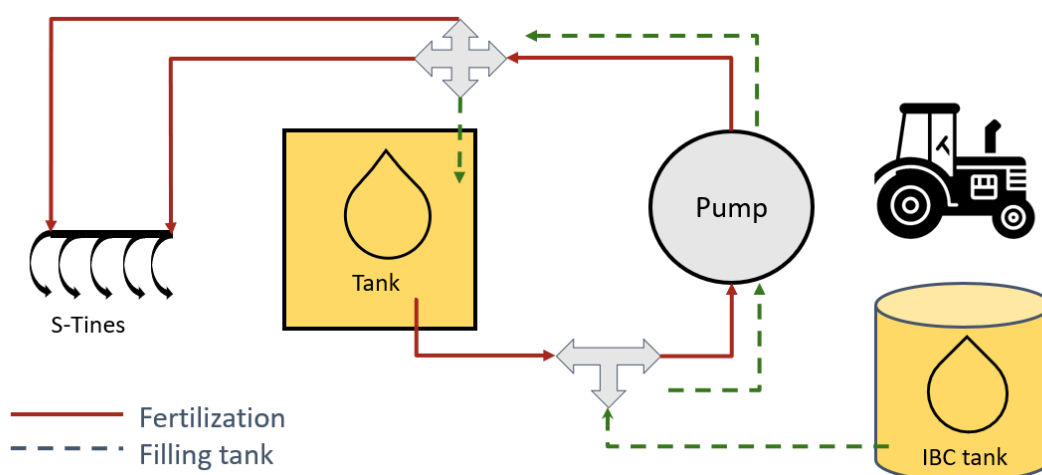 Pump
Tank
S-Tines
Fertilization
Filling tank
IBC tank